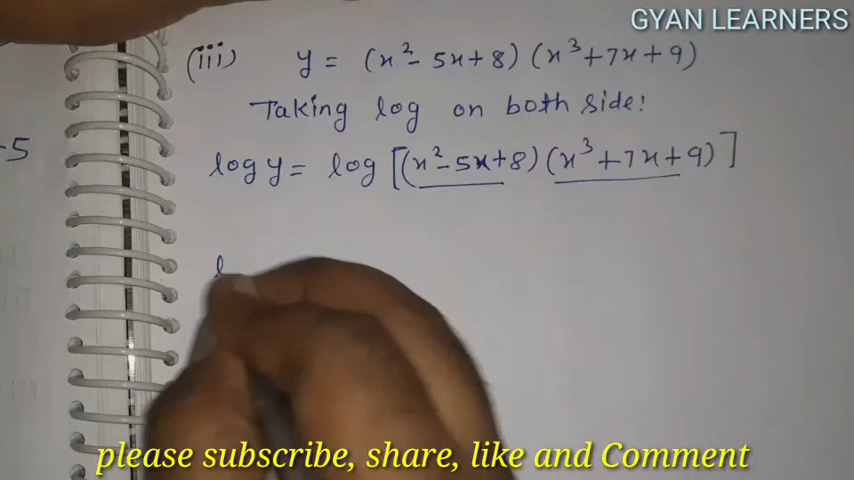 GYAN LEARNERS
(iii) y = (x²- 5x+8) (x³+7x+9)
Taking log on both side:
-5
log y = log [(x²-5x+8)(x³+7x+9)]
l
please subscribe, share, like and Comment